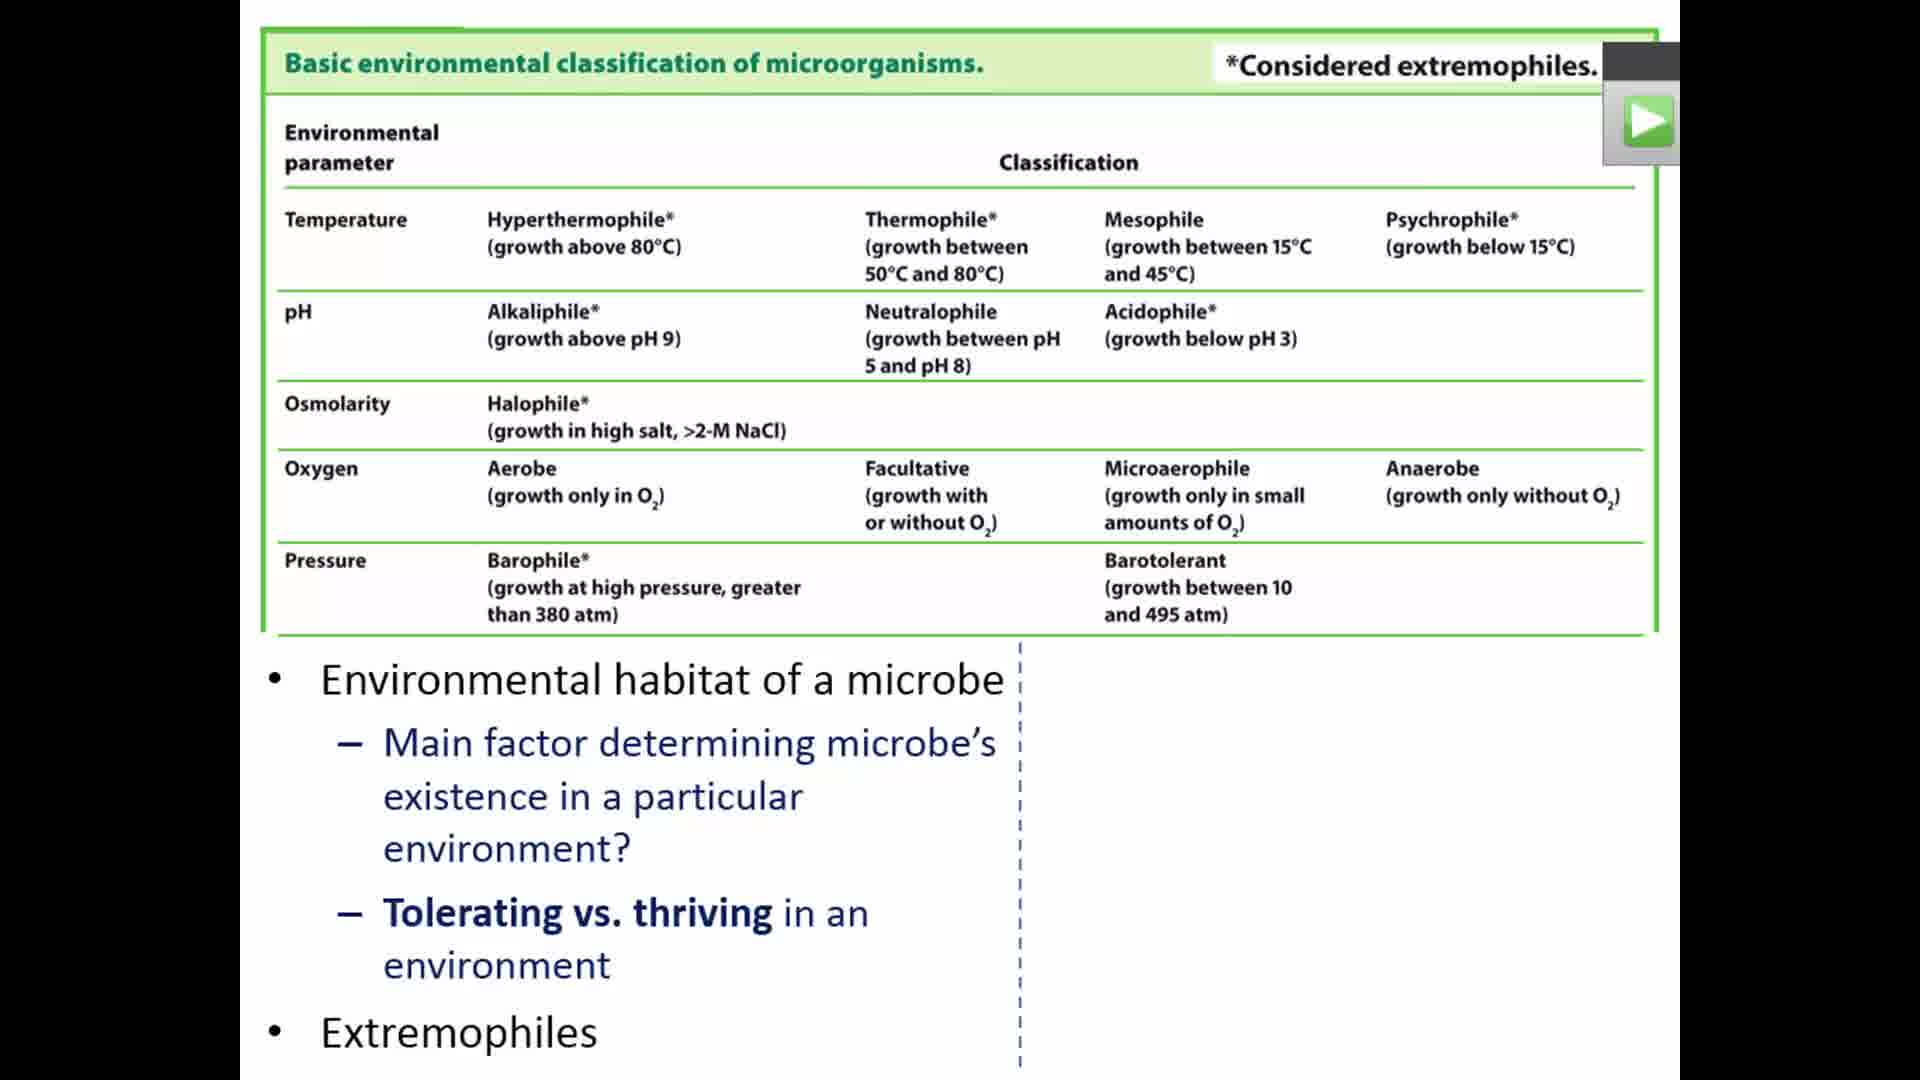 Basic environmental classification of microorganisms.
*Considered extremophiles.
Environmental
parameter
Classification
Temperature
Hyperthermophile*
(growth above 80°C)
Thermophile*
(growth between
50°C and 80°C)
Mesophile
(growth between 15°C
and 45°C)
Psychrophile*
(growth below 15°C)
pH
Alkaliphile*
(growth above pH 9)
Neutralophile
(growth between pH
5 and pH 8)
Acidophile*
(growth below pH 3)
Osmolarity
Halophile*
(growth in high salt, >2-M NaCl)
Oxygen
Aerobe
(growth only in O₂)
Facultative
(growth with
or without O₂)
Microaerophile
(growth only in small
amounts of O₂)
Anaerobe
(growth only without O₂)
Pressure
Barophile*
(growth at high pressure, greater
than 380 atm)
Barotolerant
(growth between 10
and 495 atm)
• Environmental habitat of a microbe
– Main factor determining microbe’s
existence in a particular
environment?
– Tolerating vs. thriving in an
environment
• Extremophiles